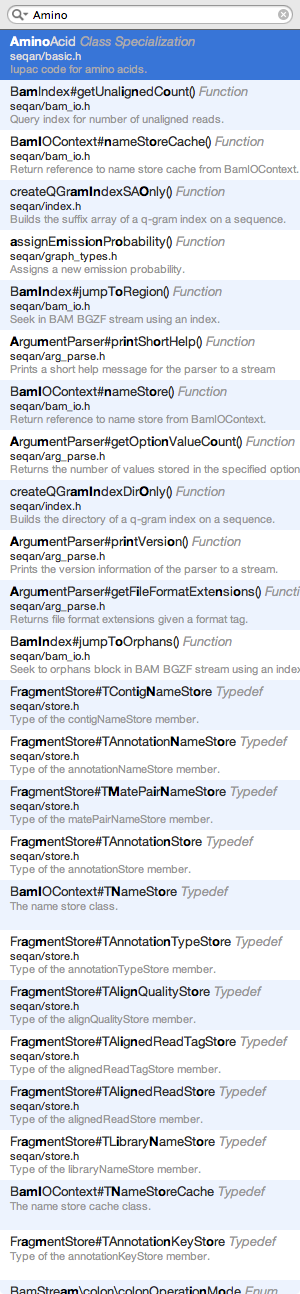 Amino
AminoAcid Class Specialization
seqan/basic.h
Iupac code for amino acids.
BamIndex#getUnalignedCount() Function
seqan/bam_io.h
Query index for number of unaligned reads.
BamIOContext#nameStoreCache() Function
seqan/bam_io.h
Return reference to name store cache from BamIOContext.
createQGramIndexSAOnly() Function
seqan/index.h
Builds the suffix array of a q-gram index on a sequence.
assignEmissionProbability() Function
seqan/graph_types.h
Assigns a new emission probability.
BamIndex#jumpToRegion() Function
seqan/bam_io.h
Seek in BAM BGZF stream using an index.
ArgumentParser#printShortHelp() Function
seqan/arg_parse.h
Prints a short help message for the parser to a stream
BamIOContext#nameStore() Function
seqan/bam_io.h
Return reference to name store from BamIOContext.
ArgumentParser#getOptionValueCount() Function
seqan/arg_parse.h
Returns the number of values stored in the specified option
createQGramIndexDirOnly() Function
seqan/index.h
Builds the directory of a q-gram index on a sequence.
ArgumentParser#printVersion() Function
seqan/arg_parse.h
Prints the version information of the parser to a stream.
ArgumentParser#getFileFormatExtensions() Functi
seqan/arg_parse.h
Returns file format extensions given a format tag.
BamIndex#jumpToOrphans() Function
seqan/bam_io.h
Seek to orphans block in BAM BGZF stream using an index
FragmentStore#TContigNameStore Typedef
seqan/store.h
Type of the contigNameStore member.
FragmentStore#TAnnotationNameStore Typedef
seqan/store.h
Type of the annotationNameStore member.
FragmentStore#TMatePairNameStore Typedef
seqan/store.h
Type of the matePairNameStore member.
FragmentStore#TAnnotationStore Typedef
seqan/store.h
Type of the annotationStore member.
BamIOContext#TNameStore Typedef
The name store class.
FragmentStore#TAnnotationTypeStore Typedef
seqan/store.h
Type of the annotationTypeStore member.
FragmentStore#TAlignQualityStore Typedef
seqan/store.h
Type of the alignQualityStore member.
FragmentStore#TAlignedReadTagStore Typedef
seqan/store.h
Type of the alignedReadTagStore member.
FragmentStore#TAlignedReadStore Typedef
seqan/store.h
Type of the alignedReadStore member.
FragmentStore#TLibraryNameStore Typedef
seqan/store.h
Type of the libraryNameStore member.
BamIOContext#TNameStoreCache Typedef
The name store cache class.
FragmentStore#TAnnotationKeyStore Typedef
seqan/store.h
Type of the annotationKeyStore member.
BamStream\colon\colonOperationMode Enum